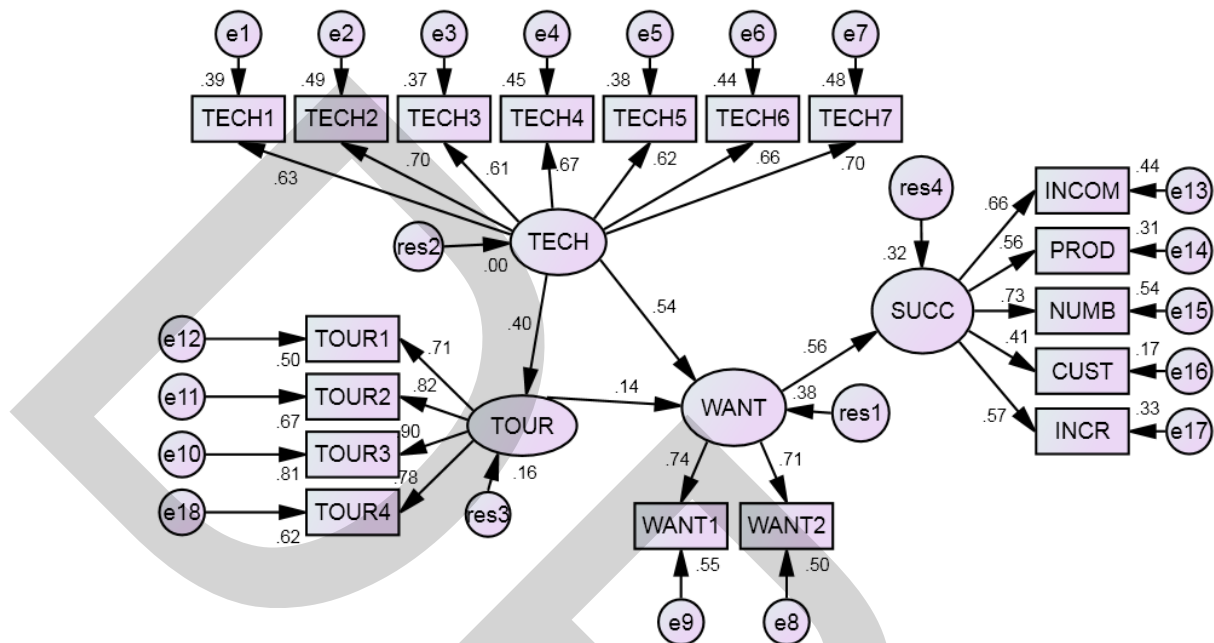 e1 e2 e3 e4 e5 e6 e7
.39 .49 .37 .45 .38 .44 .48
TECH1 TECH2 TECH3 TECH4 TECH5 TECH6 TECH7
.63 .70 .61 .67 .62 .66 .70
res2 TECH
.00
res4
.32
SUCC
.66 INCOM .44 e13
.56 PROD .31 e14
.73 NUMB .54 e15
.41 CUST .17 e16
.57 INCR .33 e17
.40 .54 .56
e12 TOUR1 .71
.50
e11 TOUR2 .82
.67
e10 TOUR3 .90
.81
e18 TOUR4 .78
.62
TOUR .14 WANT .38 res1
.16
res3
.74 .71
WANT1 WANT2
.55 .50
e9 e8